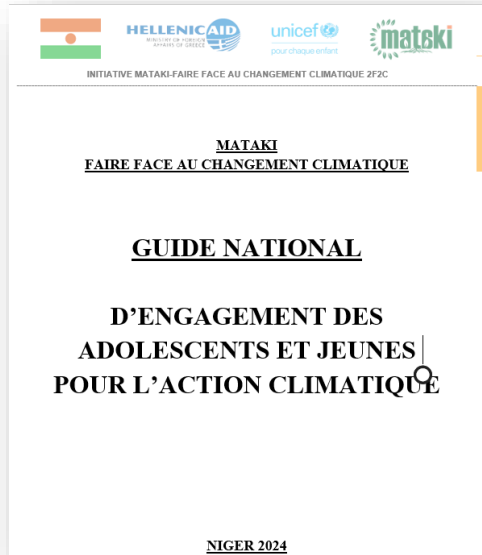 HELLENICAID
MINISTRY OF FOREIGN
AFFAIRS OF GREECE
unicef
pour chaque enfant
mataki
INITIATIVE MATAKI-FAIRE FACE AU CHANGEMENT CLIMATIQUE 2F2C
MATAKI
FAIRE FACE AU CHANGEMENT CLIMATIQUE
GUIDE NATIONAL
D’ENGAGEMENT DES
ADOLESCENTS ET JEUNES
POUR L’ACTION CLIMATIQUE
NIGER 2024